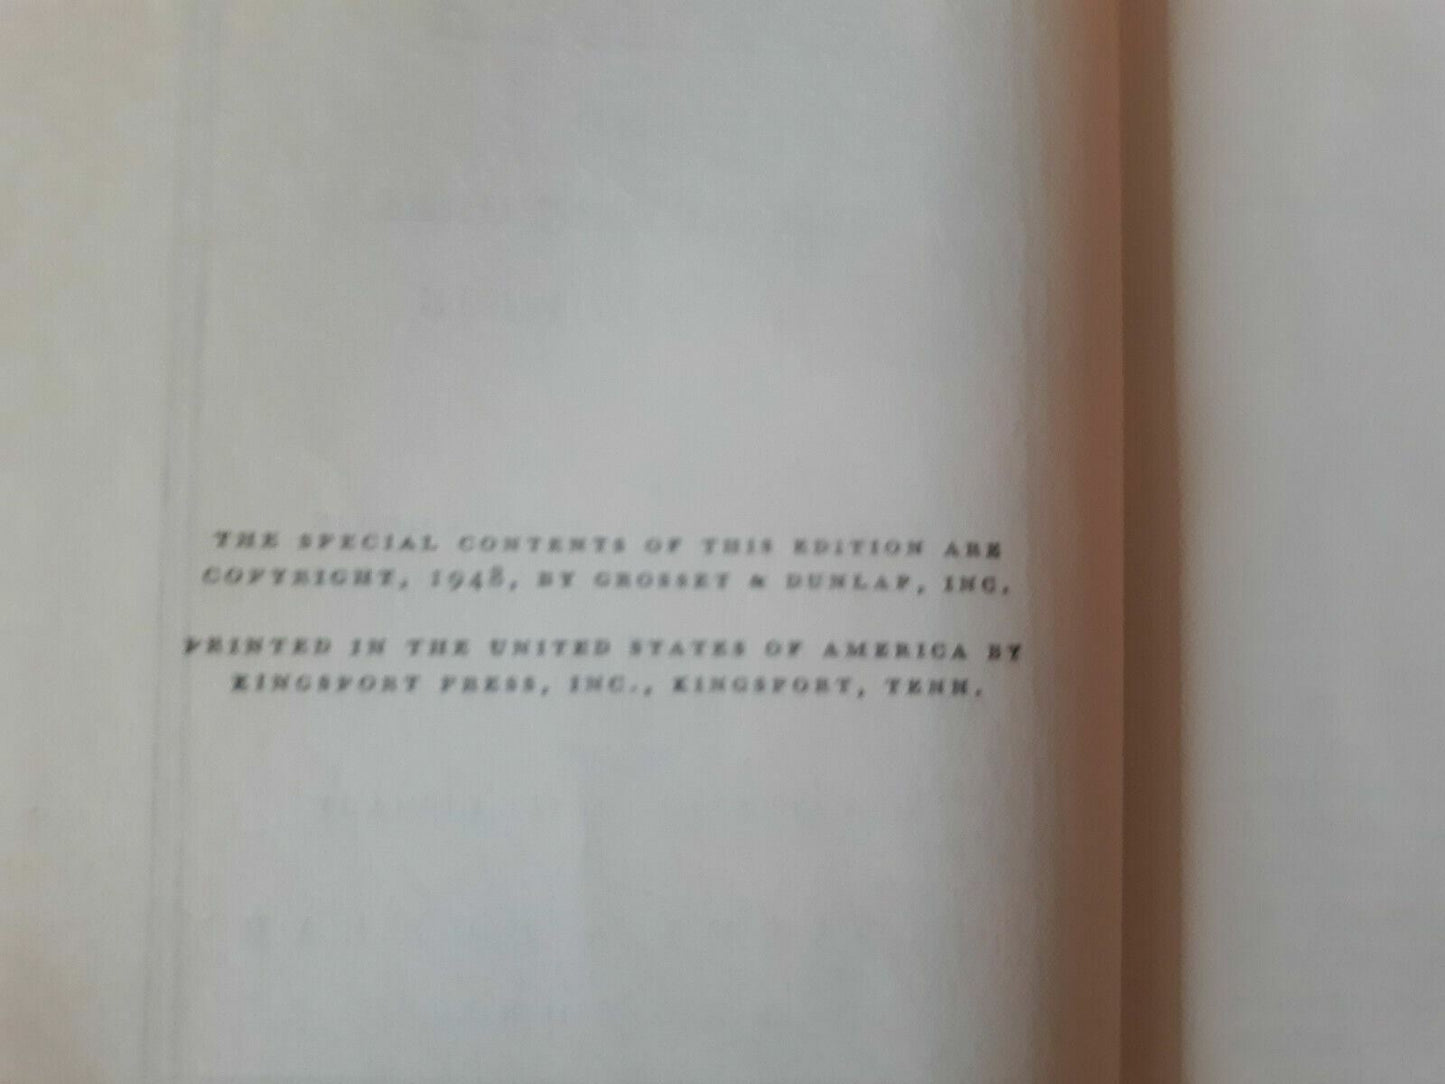 THE SPECIAL CONTENTS OF THIS EDITION ARE
COPYRIGHT, 1948, BY GROSSET & DUNLAP, INC.
PRINTED IN THE UNITED STATES OF AMERICA BY
KINGSPORT PRESS, INC., KINGSPORT, TENN.